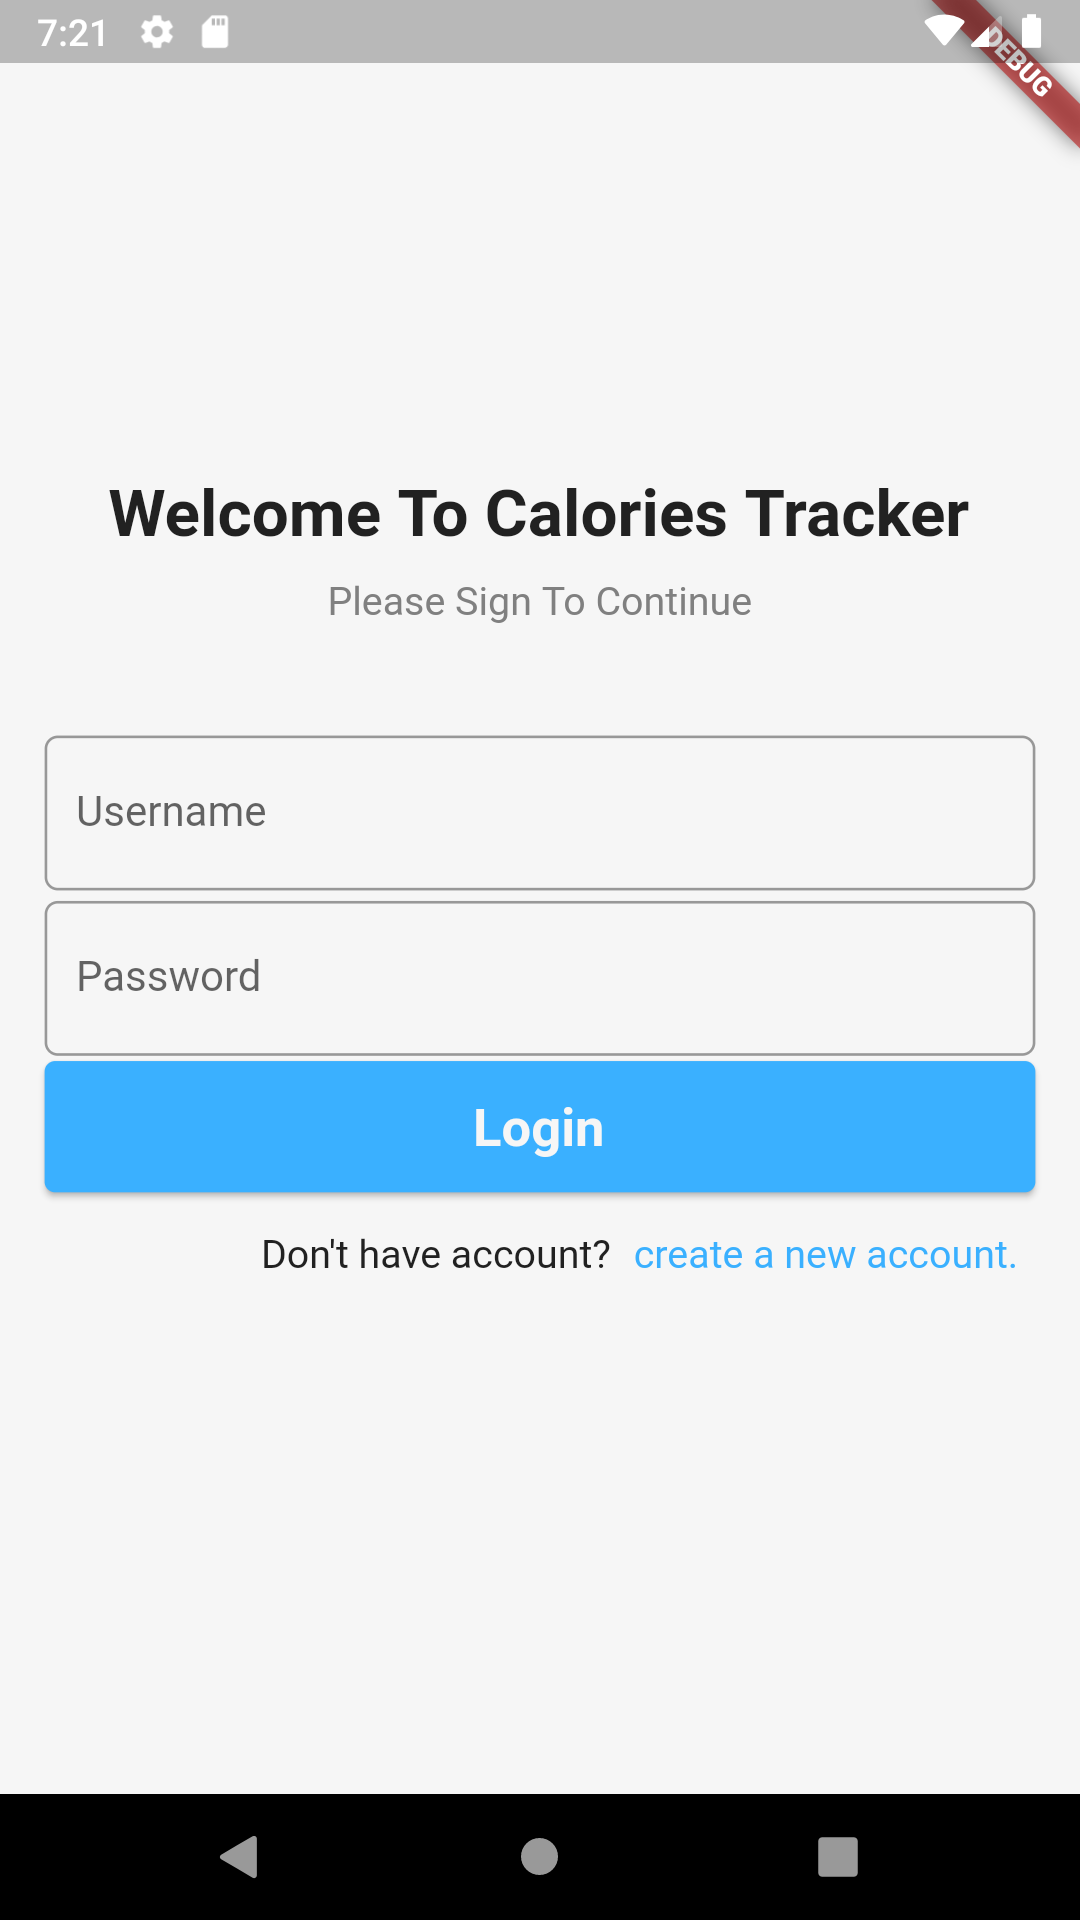 7:21
DEBUG
Welcome To Calories Tracker
Please Sign To Continue
Username
Password
Login
Don't have account? create a new account.